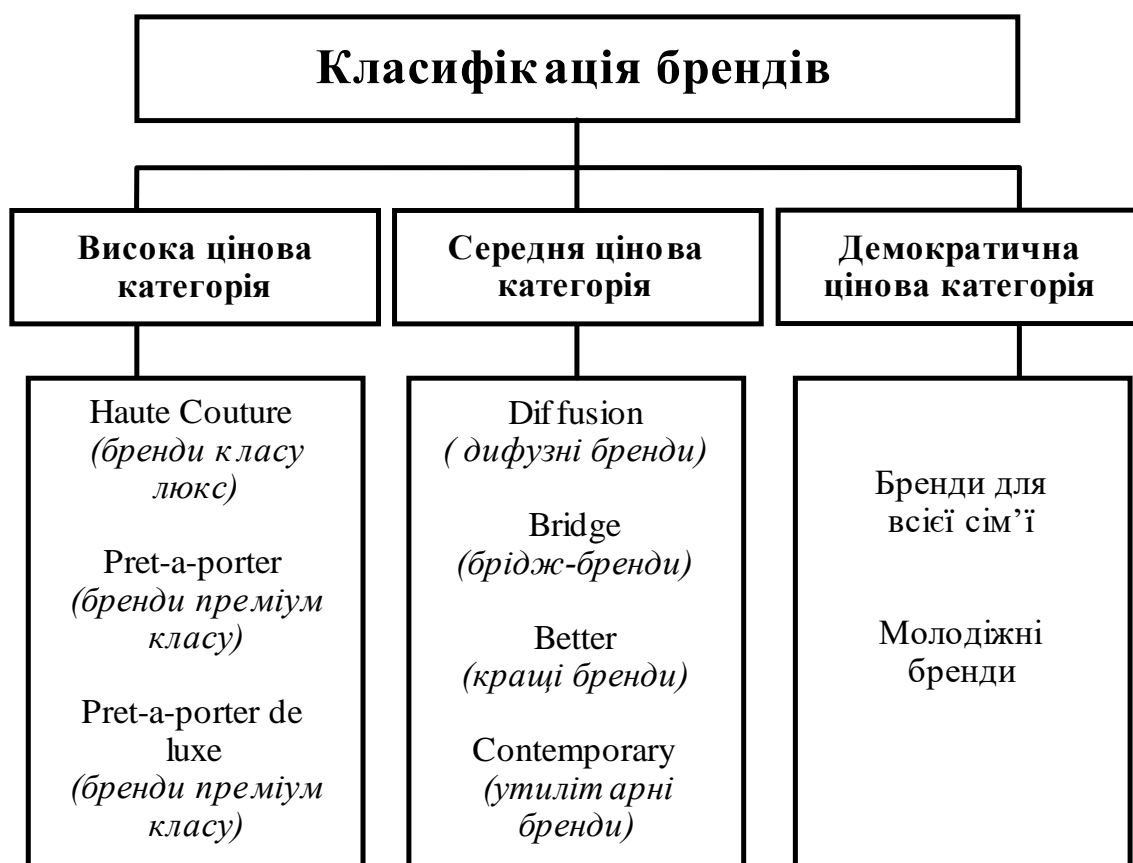 Класифікація брендів
Висока цінова
категорія
Середня цінова
категорія
Демократична
цінова категорія
Haute Couture
(бренди класу
люкс)
Pret-a-porter
(бренди преміум
класу)
Pret-a-porter de
luxe
(бренди преміум
класу)
Diffusion
( дифузні бренди)
Bridge
(брідж-бренди)
Better
(кращі бренди)
Contemporary
(утилітарні
бренди)
Бренди для
всієї сім’ї
Молодіжні
бренди